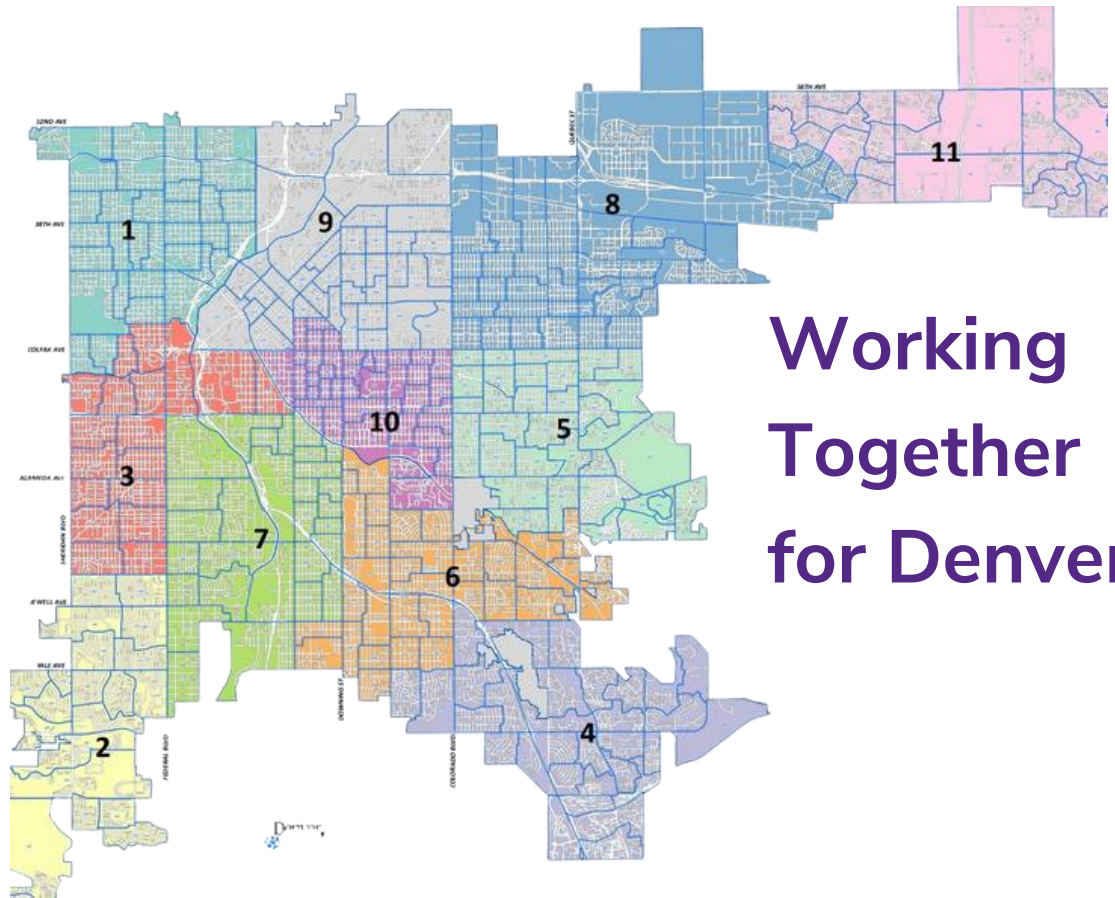 56TH AVE
52ND AVE
QUEBEC ST
11
8
9
1
38TH AVE
Working
Together
for Denver
COLFAX AVE
10
5
3
ALAMEDA AVE
SHERIDAN BLVD
7
6
JEWELL AVE
YALE AVE
DOWNING ST
4
2
FEDERAL BLVD
COLORADO BLVD